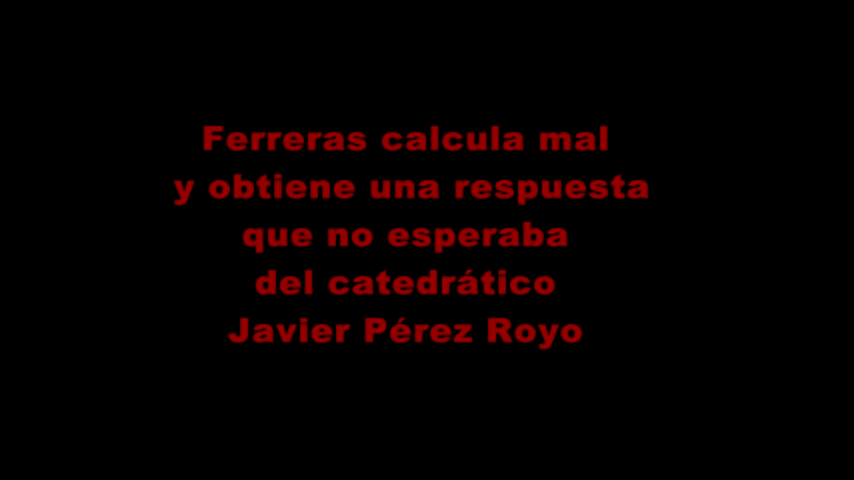 Ferreras calcula mal
y obtiene una respuesta
que no esperaba
del catedrático
Javier Pérez Royo